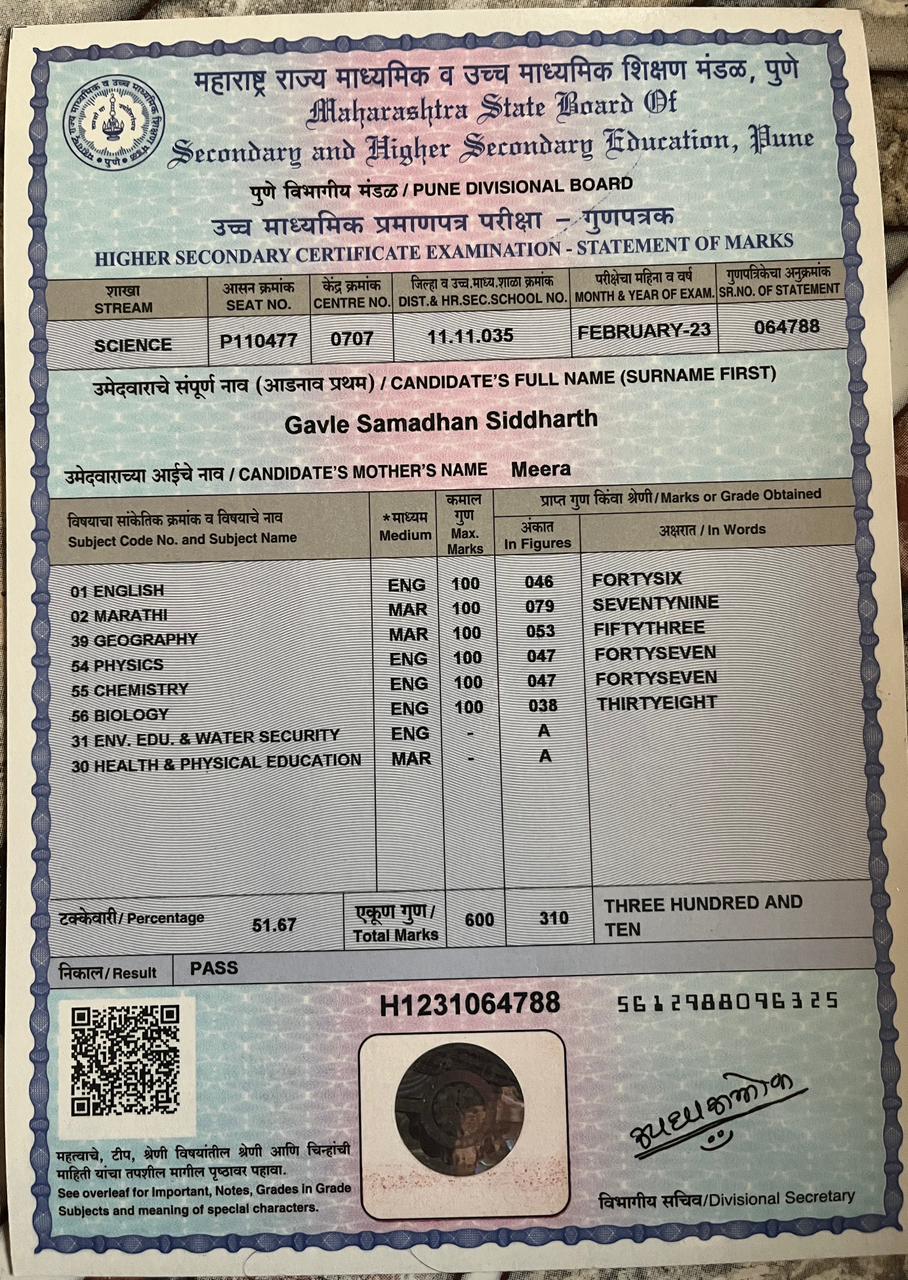 महाराष्ट्र राज्य माध्यमिक व उच्च माध्यमिक शिक्षण मंडळ, पुणे
Maharashtra State Board Of
Secondary and Higher Secondary Education, Pune
पुणे विभागीय मंडळ / PUNE DIVISIONAL BOARD
उच्च माध्यमिक प्रमाणपत्र परीक्षा - गुणपत्रक
HIGHER SECONDARY CERTIFICATE EXAMINATION - STATEMENT OF MARKS
शाखा आसन क्रमांक केंद्र क्रमांक जिल्हा व उच्च.माध्य.शाळा क्रमांक परीक्षेचा महिना व वर्ष गुणपत्रिकेचा अनुक्रमांक
STREAM SEAT NO. CENTRE NO. DIST.& HR.SEC.SCHOOL NO. MONTH & YEAR OF EXAM. SR.NO. OF STATEMENT
SCIENCE P110477 0707 11.11.035 FEBRUARY-23 064788
उमेदवाराचे संपूर्ण नाव (आडनाव प्रथम) / CANDIDATE'S FULL NAME (SURNAME FIRST)
Gavle Samadhan Siddharth
उमेदवाराच्या आईचे नाव / CANDIDATE'S MOTHER'S NAME Meera
विषयाचा सांकेतिक क्रमांक व विषयाचे नाव
Subject Code No. and Subject Name
*माध्यम
Medium
कमाल
गुण
Max.
Marks
प्राप्त गुण किंवा श्रेणी/Marks or Grade Obtained
अंकात
In Figures
अक्षरात / In Words
01 ENGLISH ENG 100 046 FORTYSIX
02 MARATHI MAR 100 079 SEVENTYNINE
39 GEOGRAPHY MAR 100 053 FIFTYTHREE
54 PHYSICS ENG 100 047 FORTYSEVEN
55 CHEMISTRY ENG 100 047 FORTYSEVEN
56 BIOLOGY ENG 100 038 THIRTYEIGHT
31 ENV. EDU. & WATER SECURITY ENG - A
30 HEALTH & PHYSICAL EDUCATION MAR - A
टक्केवारी/ Percentage 51.67
एकूण गुण/
Total Marks
600 310
THREE HUNDRED AND
TEN
निकाल/ Result PASS
H1231064788 5612988096325
महत्वाचे, टीप, श्रेणी विषयांतील श्रेणी आणि चिन्हांची
माहिती यांचा तपशील मागील पृष्ठावर पहावा.
See overleaf for Important, Notes, Grades in Grade
Subjects and meaning of special characters.
विभागीय सचिव/Divisional Secretary